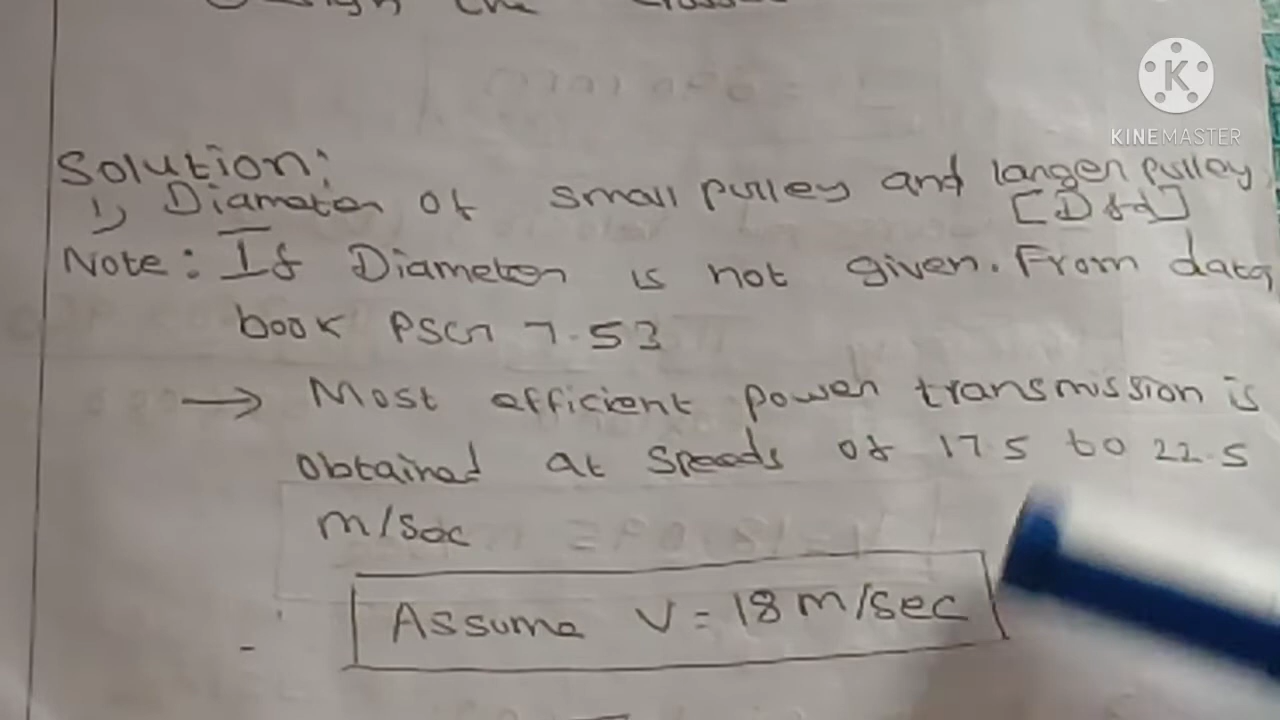 Design the
KINEMASTER
Solution:
1) Diameter of small pulley and larger pulley
[D & d]
Note: If Diameter is not given. From data
book PSG 7.53
→ Most efficient power transmission is
obtained at speeds of 17.5 to 22.5
m/sec
Assume V = 18 m/sec